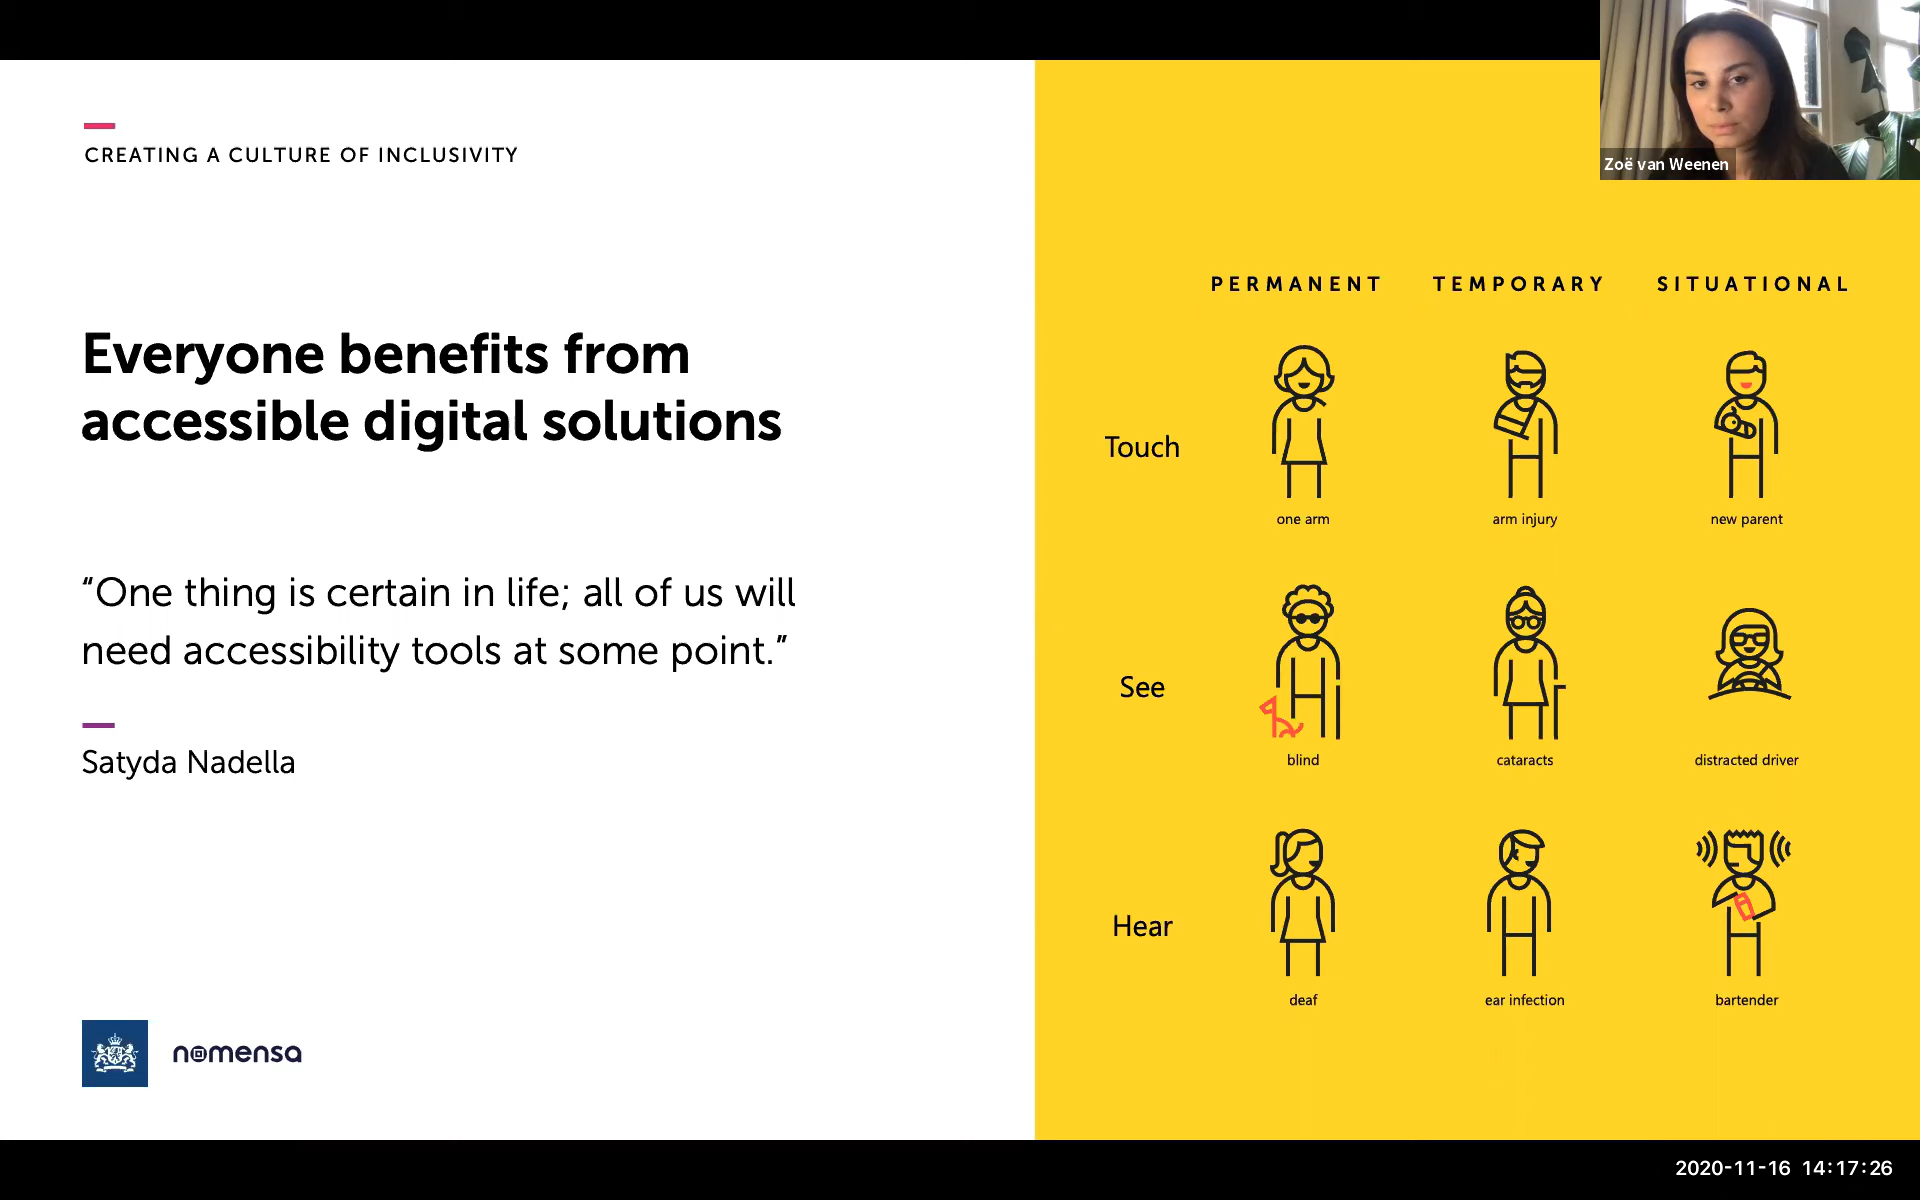 CREATING A CULTURE OF INCLUSIVITY
Everyone benefits from
accessible digital solutions
“One thing is certain in life; all of us will
need accessibility tools at some point.”
Satyda Nadella
nomensa
Zoë van Weenen
PERMANENT TEMPORARY SITUATIONAL
Touch
one arm arm injury new parent
See
blind cataracts distracted driver
Hear
deaf ear infection bartender
2020-11-16 14:17:26